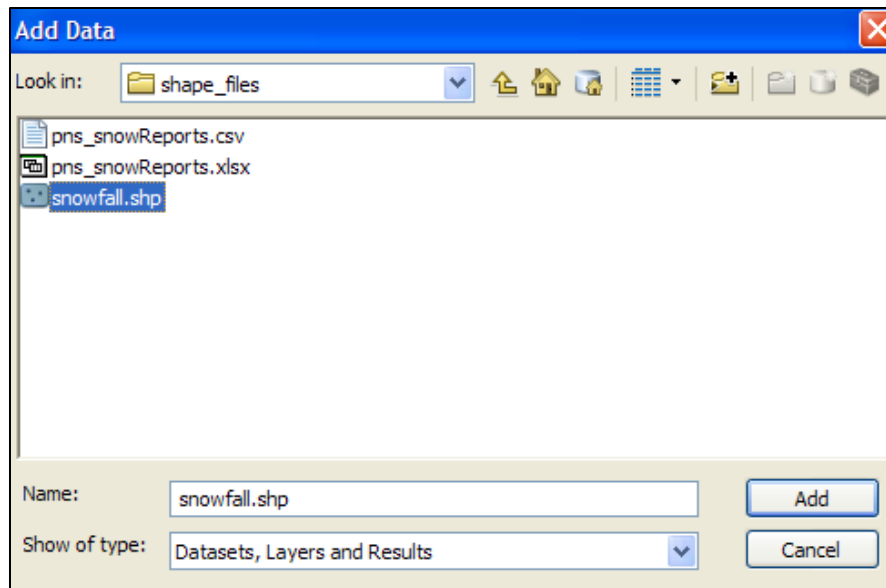 Add Data
Look in: shape_files
pns_snowReports.csv
pns_snowReports.xlsx
snowfall.shp
Name: snowfall.shp Add
Show of type: Datasets, Layers and Results Cancel